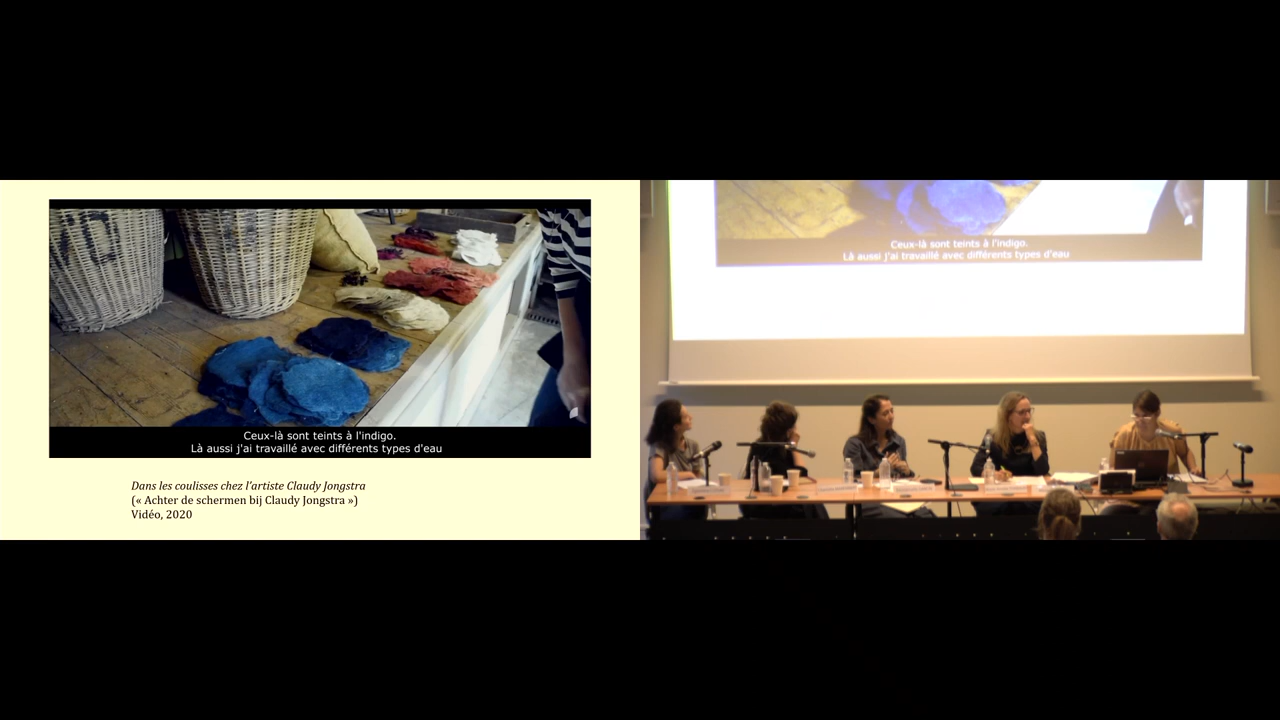 Ceux-là sont teints à l'indigo.
Là aussi j'ai travaillé avec différents types d'eau
Dans les coulisses chez l'artiste Claudy Jongstra
(« Achter de schermen bij Claudy Jongstra »)
Vidéo, 2020
Ceux-là sont teints à l'indigo.
Là aussi j'ai travaillé avec différents types d'eau